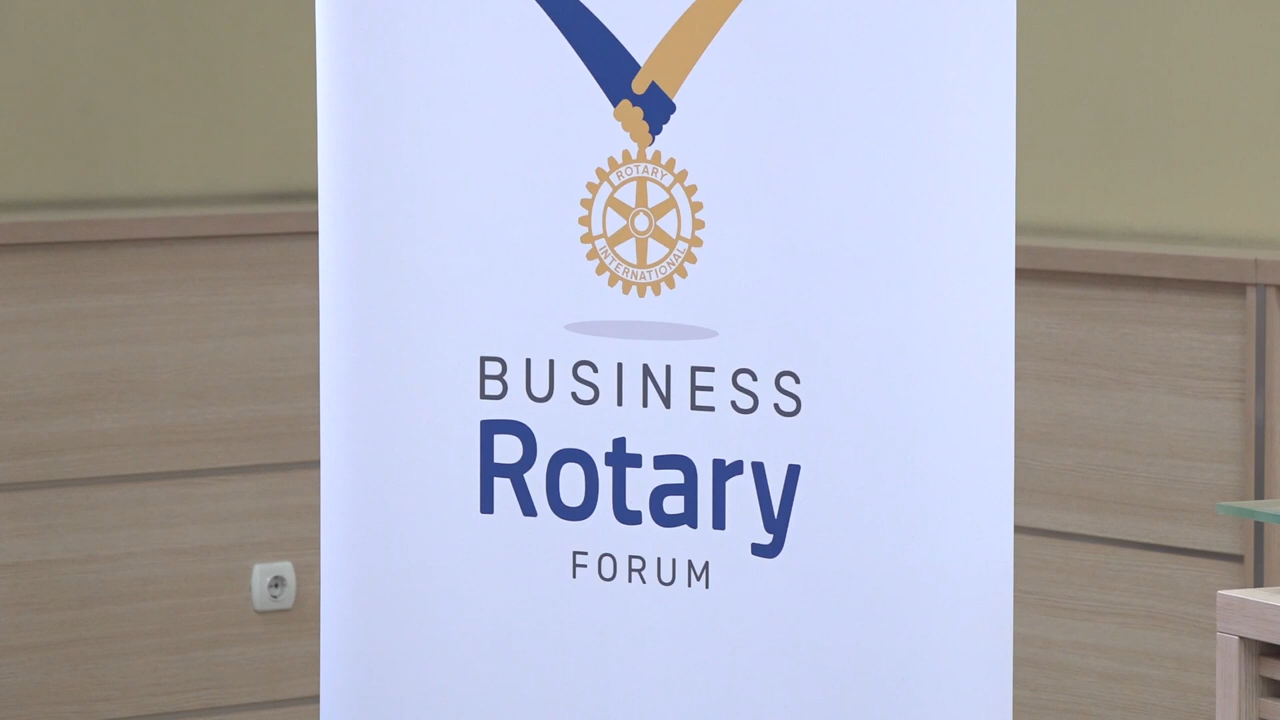 ROTARY
INTERNATIONAL
BUSINESS
Rotary
FORUM